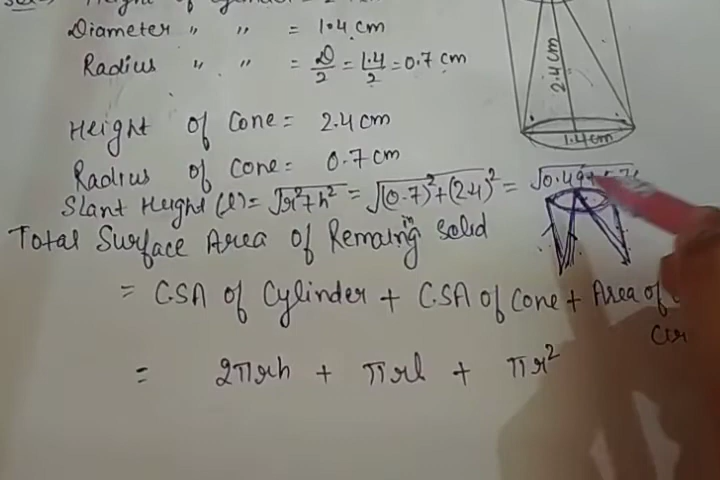 Diameter " " = 1.4 cm
Radius " " = D/2 = 1.4/2 = 0.7 cm
2.4 cm
1.4 cm
Height of Cone = 2.4 cm
Radius of Cone = 0.7 cm
Slant Height (l) = √r²+h² = √(0.7)²+(2.4)² = √0.49+
Total Surface Area of Remaining Solid
= C.S.A of Cylinder + C.S.A of Cone + Area of
Cir
= 2πrh + πrl + πr²